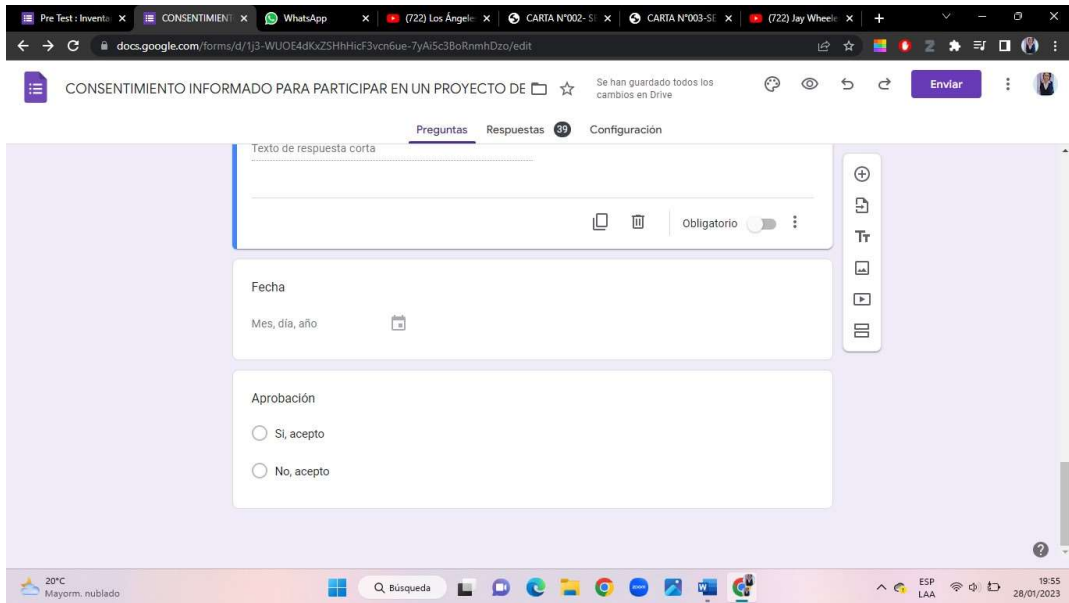 Pre Test : Inventa
CONSENTIMIENT
WhatsApp
(722) Los Ángele
CARTA N°002- S
CARTA N°003-SE
(722) Jay Wheele
docs.google.com/forms/d/1j3-WUOE4dKxZSHhHicF3vcn6ue-7yAi5c3BoRnmhDzo/edit
CONSENTIMIENTO INFORMADO PARA PARTICIPAR EN UN PROYECTO DE
Se han guardado todos los
cambios en Drive
Enviar
Preguntas Respuestas 39 Configuración
Texto de respuesta corta
Obligatorio
Tт
Fecha
Mes, día, año
Aprobación
Si, acepto
No, acepto
20°C
Mayorm. nublado
Búsqueda
zoom
ESP
LAA
19:55
28/01/2023